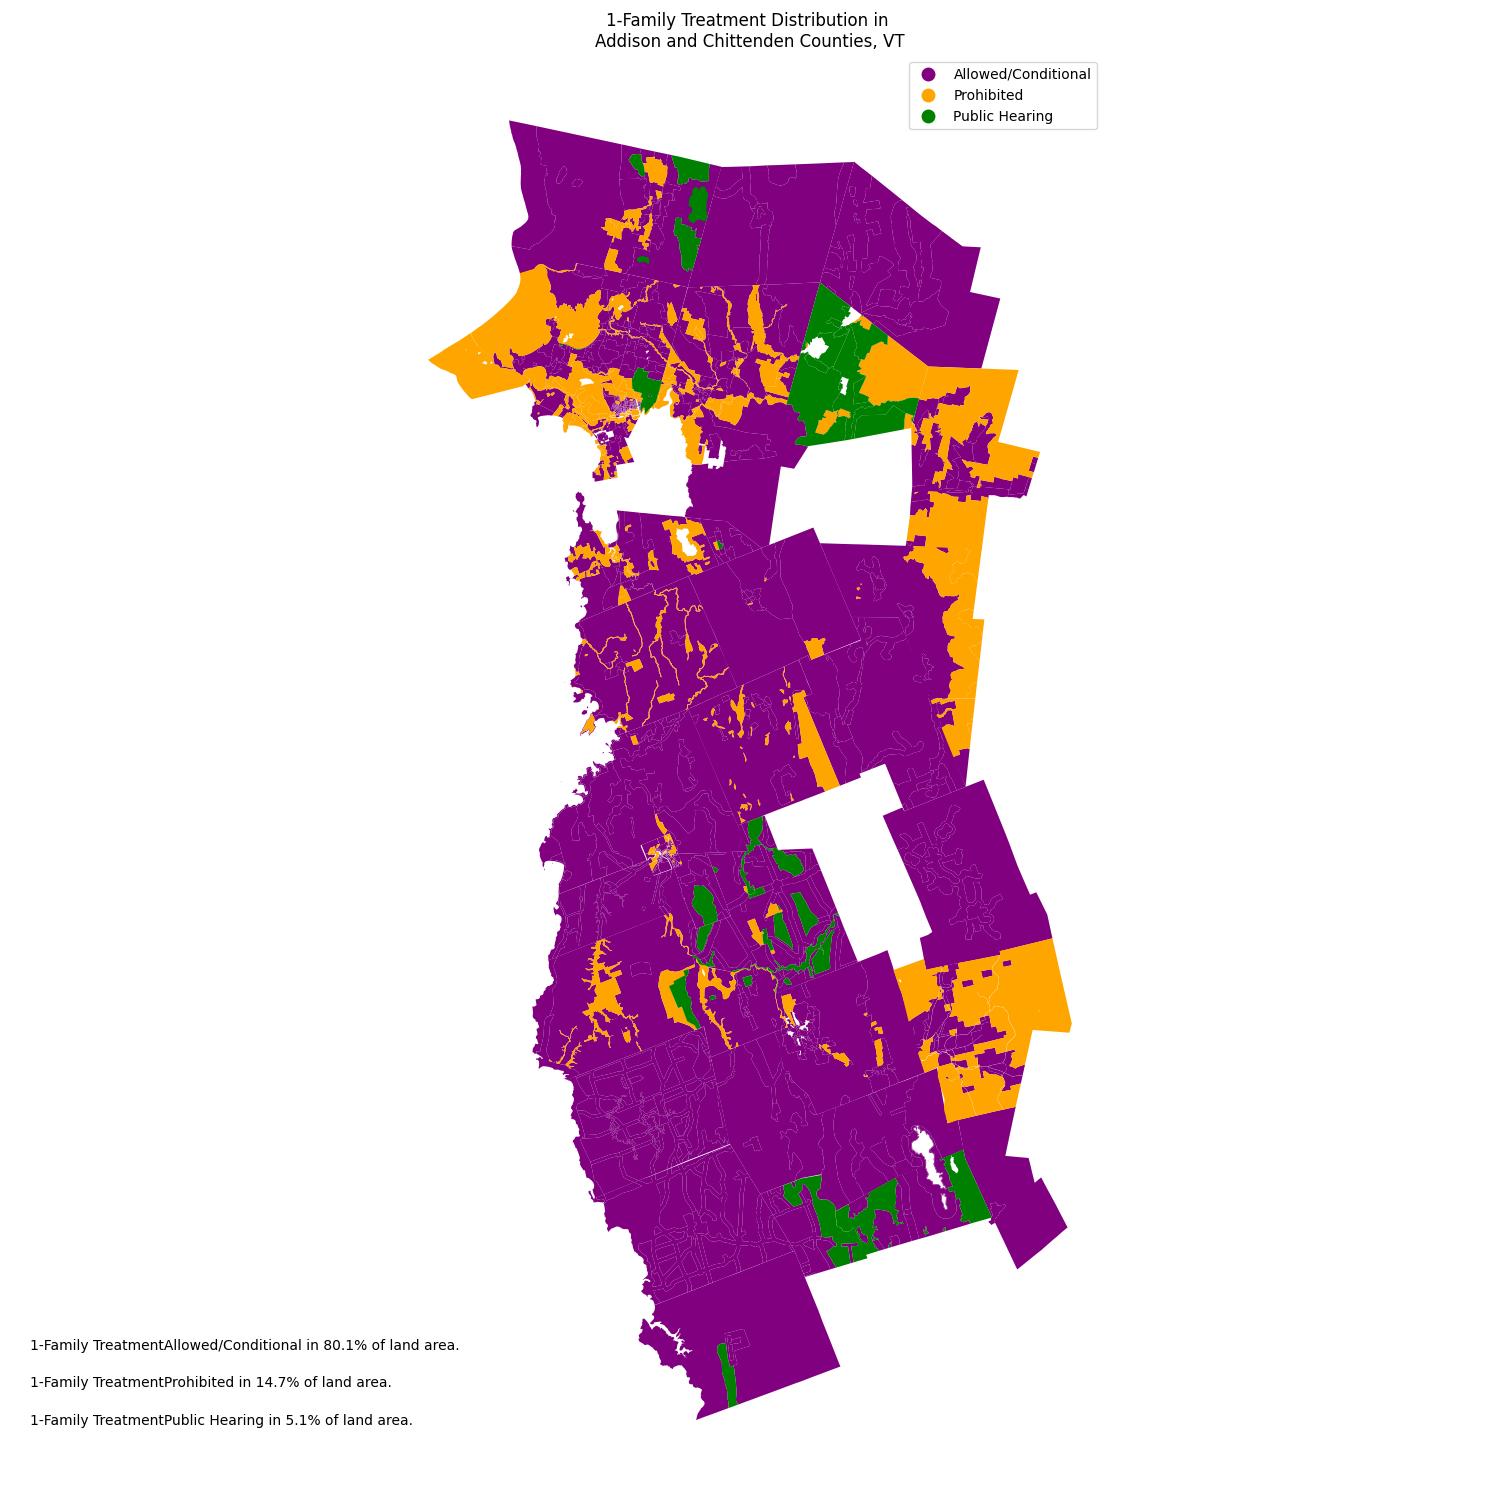 1-Family Treatment Distribution in
Addison and Chittenden Counties, VT
Allowed/Conditional
Prohibited
Public Hearing
1-Family TreatmentAllowed/Conditional in 80.1% of land area.
1-Family TreatmentProhibited in 14.7% of land area.
1-Family TreatmentPublic Hearing in 5.1% of land area.